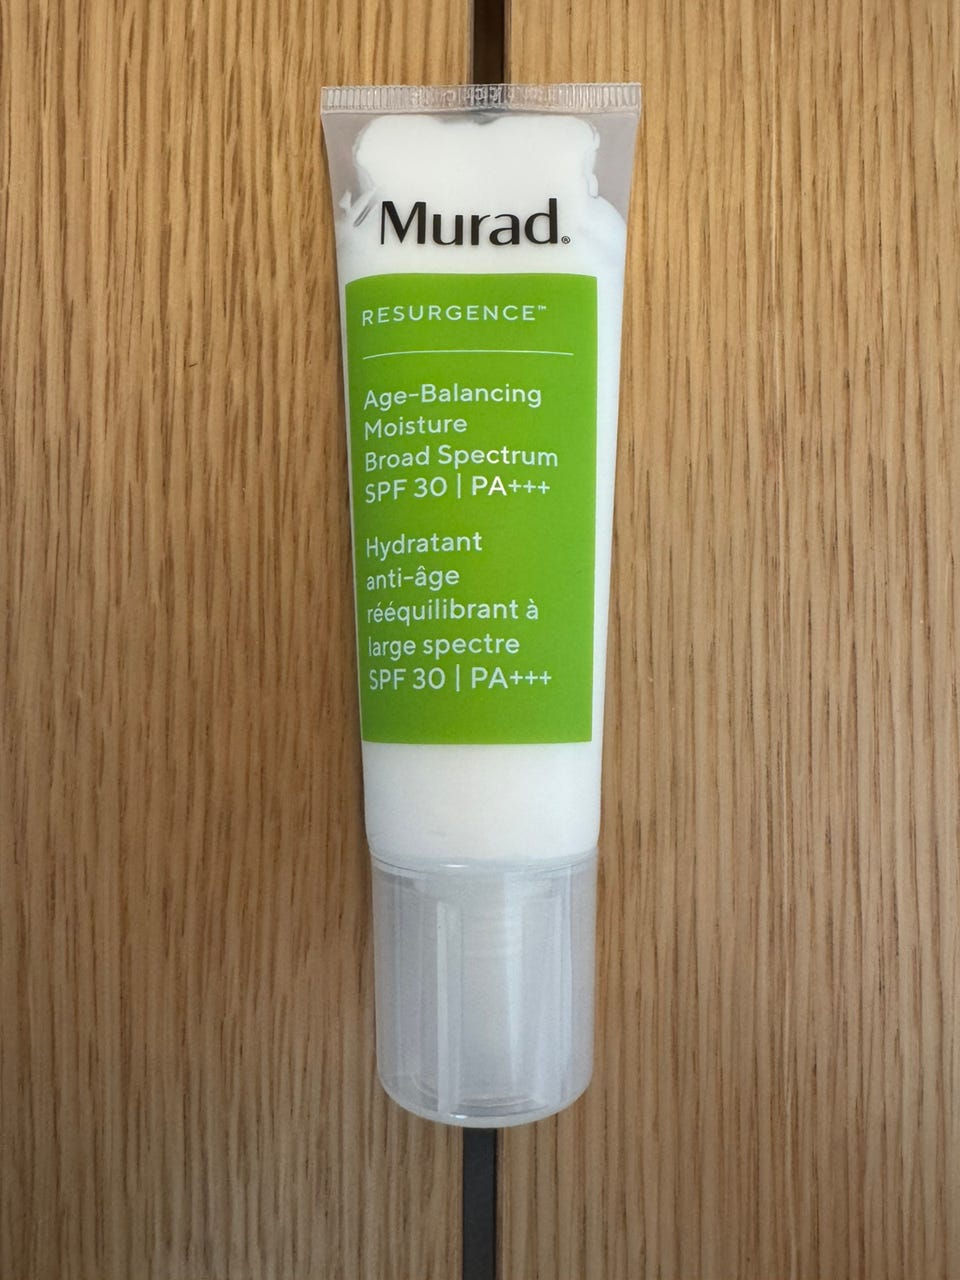 Murad®
RESURGENCE™
Age-Balancing
Moisture
Broad Spectrum
SPF 30 | PA+++
Hydratant
anti-âge
rééquilibrant à
large spectre
SPF 30 | PA+++